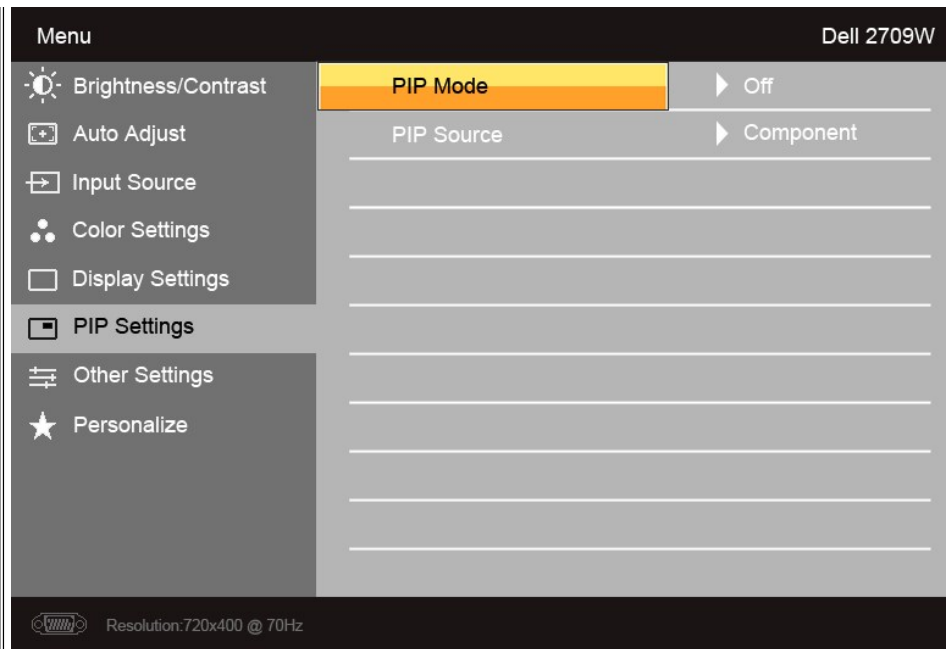 Menu Dell 2709W
Brightness/Contrast PIP Mode Off
Auto Adjust PIP Source Component
Input Source
Color Settings
Display Settings
PIP Settings
Other Settings
Personalize
Resolution:720x400 @ 70Hz